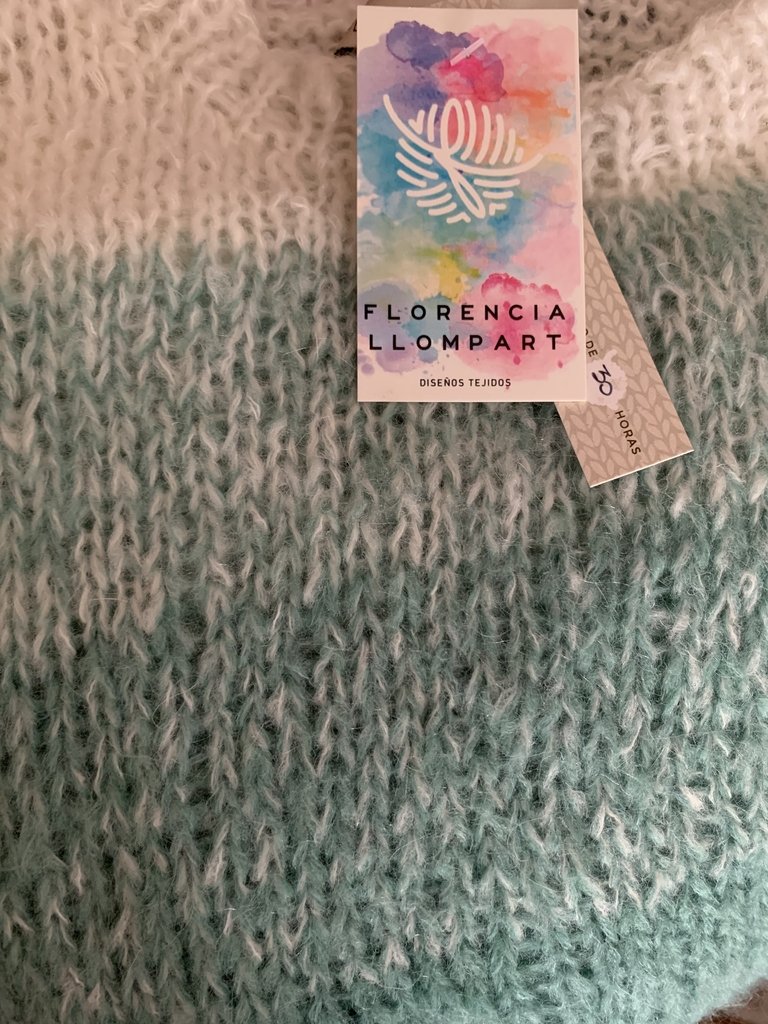 FLORENCIA
LLOMPART
DISEÑOS TEJIDOS
DE
30
HORAS